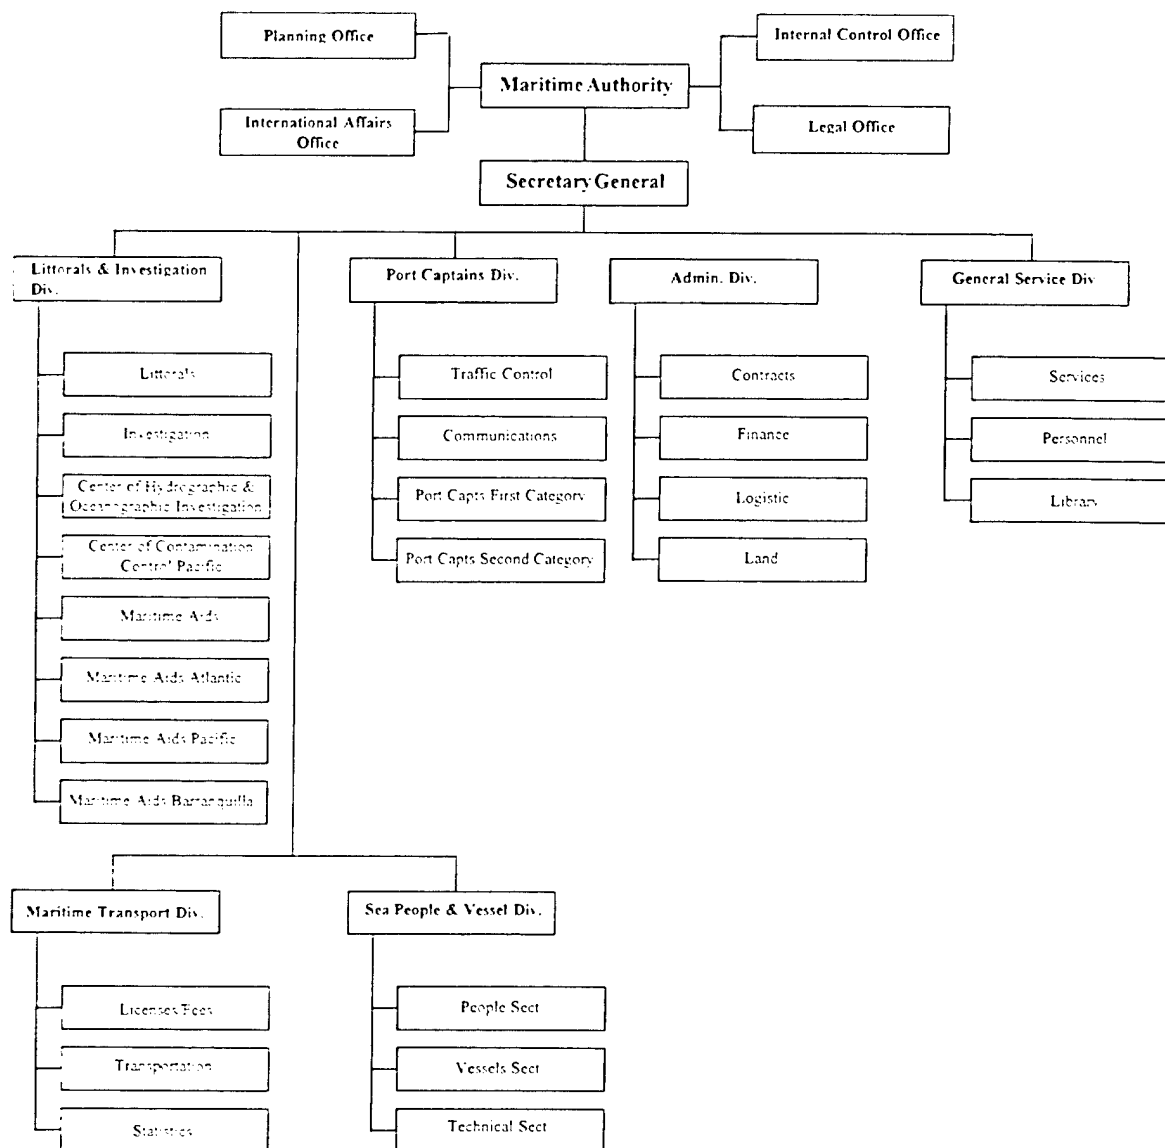 Planning Office
Internal Control Office
Maritime Authority
International Affairs
Office
Legal Office
Secretary General
Littorals & Investigation
Div.
Port Captains Div.
Admin. Div.
General Service Div
Littorals
Investigation
Center of Hydrographic &
Oceanographic Investigation
Center of Contamination
Control Pacific
Maritime Aids
Maritime Aids Atlantic
Maritime Aids Pacific
Maritime Aids Barranquilla
Traffic Control
Communications
Port Capts First Category
Port Capts Second Category
Contracts
Finance
Logistic
Land
Services
Personnel
Library
Maritime Transport Div.
Sea People & Vessel Div.
Licenses/Fees
Transportation
Statistics
People Sect
Vessels Sect
Technical Sect